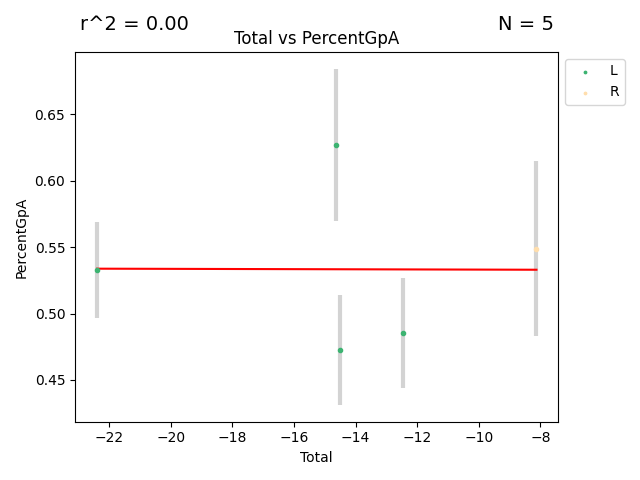 r^2 = 0.00
N = 5
Total vs PercentGpA
L
R
0.65
0.60
0.55
0.50
0.45
PercentGpA
−22
−20
−18
−16
−14
−12
−10
−8
Total